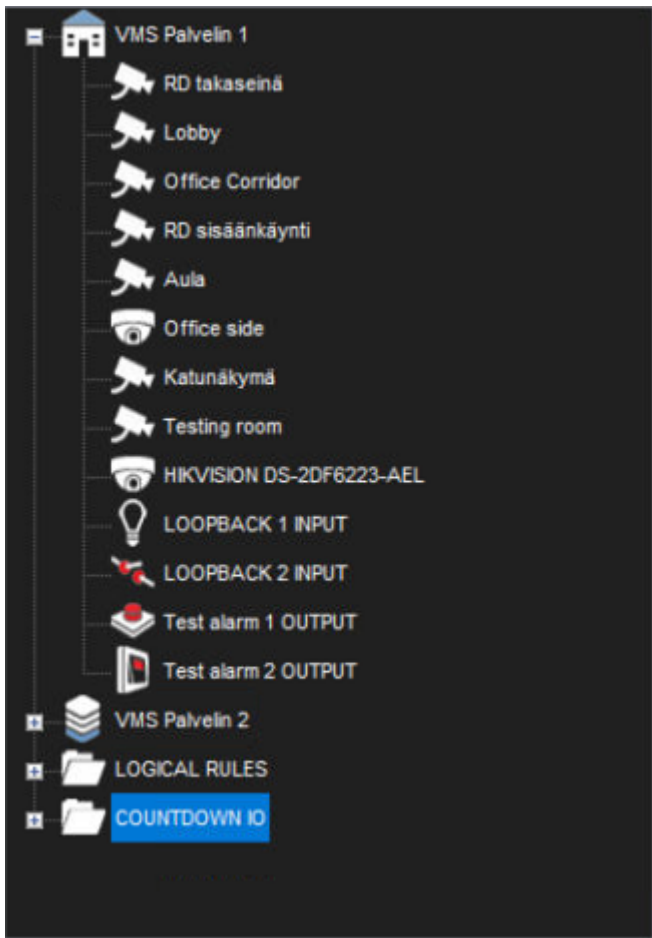 VMS Palvelin 1
RD takaseinä
Lobby
Office Corridor
RD sisäänkäynti
Aula
Office side
Katunäkymä
Testing room
HIKVISION DS-2DF6223-AEL
LOOPBACK 1 INPUT
LOOPBACK 2 INPUT
Test alarm 1 OUTPUT
Test alarm 2 OUTPUT
VMS Palvelin 2
LOGICAL RULES
COUNTDOWN IO